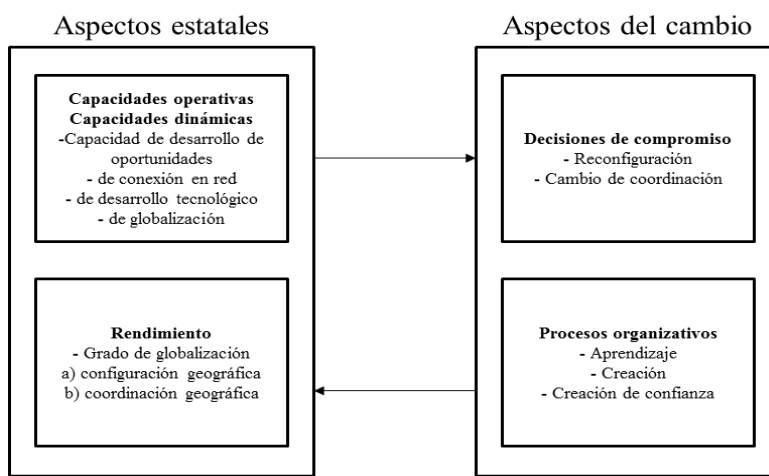 Aspectos estatales
Capacidades operativas
Capacidades dinámicas
-Capacidad de desarrollo de
oportunidades
- de conexión en red
- de desarrollo tecnológico
- de globalización
Rendimiento
- Grado de globalización
a) configuración geográfica
b) coordinación geográfica
Aspectos del cambio
Decisiones de compromiso
- Reconfiguración
- Cambio de coordinación
Procesos organizativos
- Aprendizaje
- Creación
- Creación de confianza